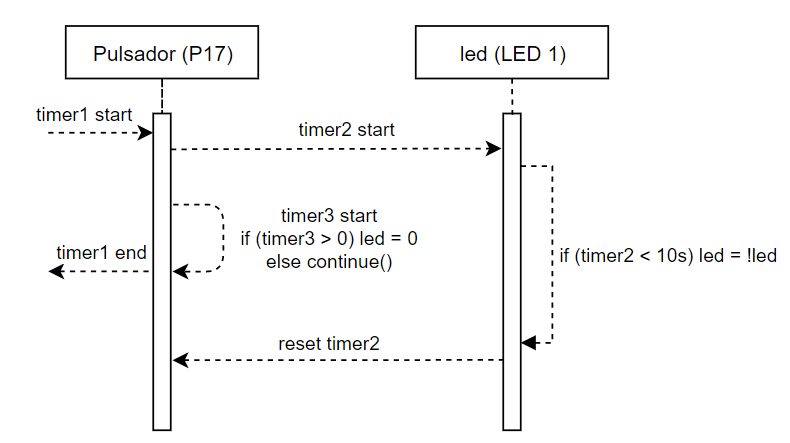 Pulsador (P17)
led (LED 1)
timer1 start
timer2 start
timer3 start
if (timer3 > 0) led = 0
else continue()
timer1 end
if (timer2 < 10s) led = !led
reset timer2